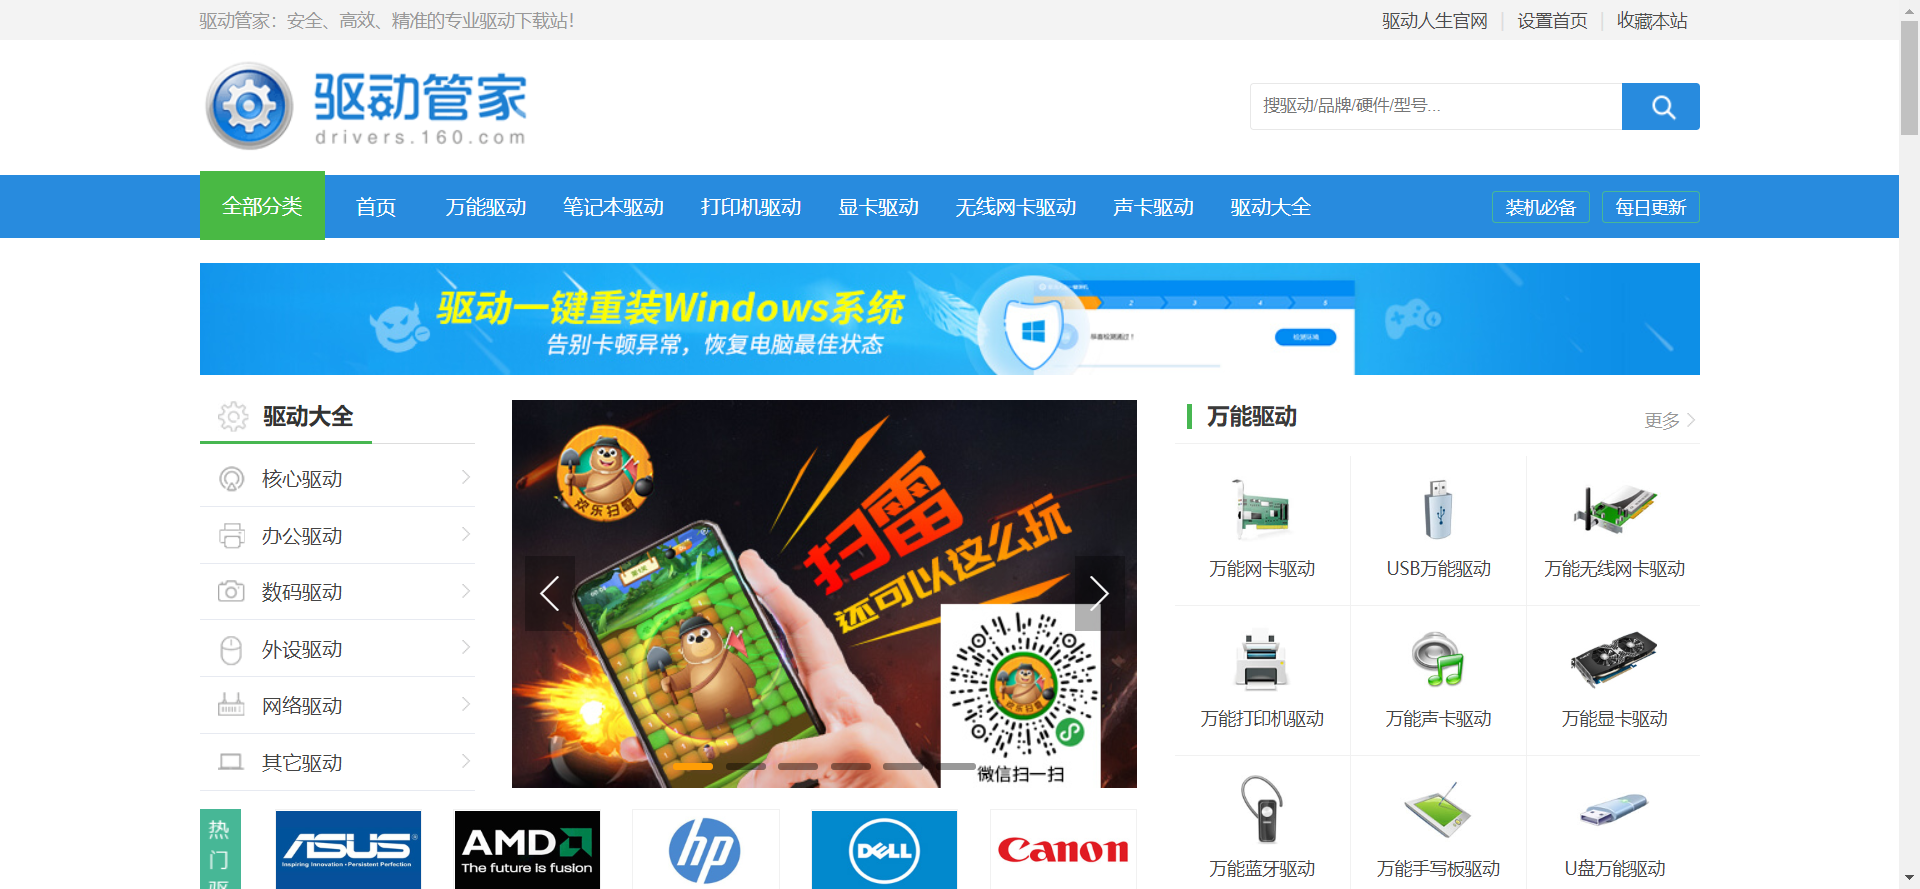 驱动管家：安全、高效、精准的专业驱动下载站！
驱动人生官网
设置首页
收藏本站
驱动管家
drivers.160.com
搜驱动/品牌/硬件/型号...
全部分类
首页
万能驱动
笔记本驱动
打印机驱动
显卡驱动
无线网卡驱动
声卡驱动
驱动大全
装机必备
每日更新
驱动一键重装Windows系统
告别卡顿异常，恢复电脑最佳状态
2
3
4
5
驱动大全
核心驱动
办公驱动
数码驱动
外设驱动
网络驱动
其它驱动
欢乐扫雷
扫雷
还可以这么玩
微信扫一扫
万能驱动
更多
万能网卡驱动
USB万能驱动
万能无线网卡驱动
万能打印机驱动
万能声卡驱动
万能显卡驱动
万能蓝牙驱动
万能手写板驱动
U盘万能驱动
热
门
驱
ASUS
Inspiring Innovation • Persistent Perfection
AMD
The future is fusion
hp
DELL
Canon